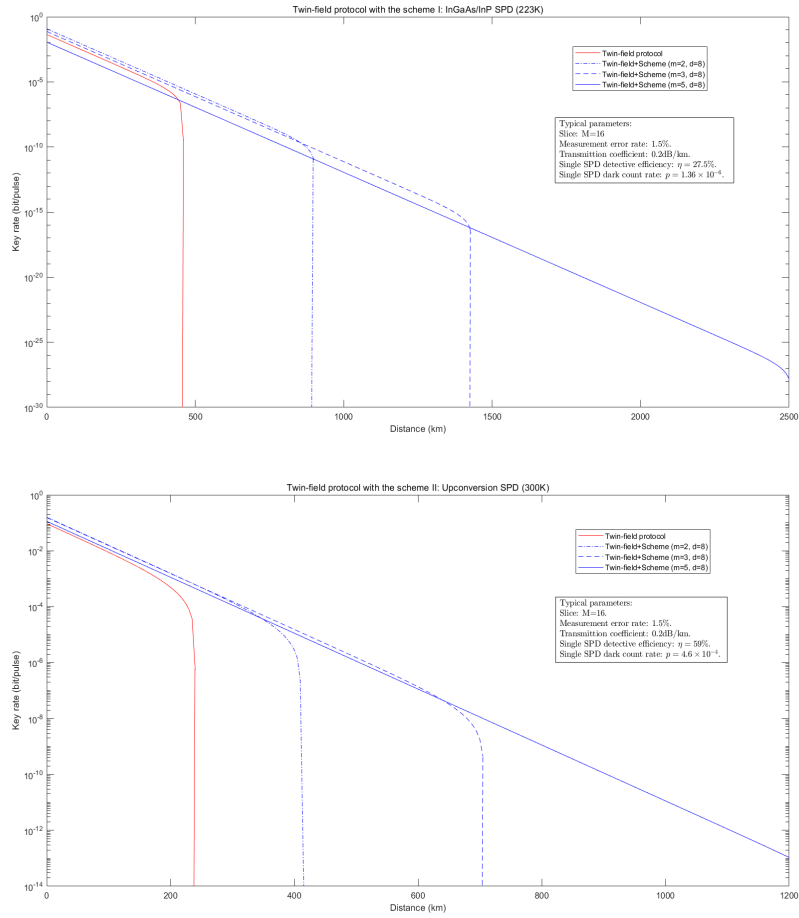 Twin-field protocol with the scheme I: InGaAs/InP SPD (223K)
10^0
10^-5
10^-10
10^-15
10^-20
10^-25
10^-30
Key rate (bit/pulse)
Twin-field protocol
Twin-field+Scheme (m=2, d=8)
Twin-field+Scheme (m=3, d=8)
Twin-field+Scheme (m=5, d=8)
Typical parameters:
Slice: M=16
Measurement error rate: 1.5%.
Transmittion coefficient: 0.2dB/km.
Single SPD detective efficiency: η = 27.5%.
Single SPD dark count rate: p = 1.36 × 10^-6.
0 500 1000 1500 2000 2500
Distance (km)
Twin-field protocol with the scheme II: Upconversion SPD (300K)
10^0
10^-2
10^-4
10^-6
10^-8
10^-10
10^-12
10^-14
Key rate (bit/pulse)
Twin-field protocol
Twin-field+Scheme (m=2, d=8)
Twin-field+Scheme (m=3, d=8)
Twin-field+Scheme (m=5, d=8)
Typical parameters:
Slice: M=16.
Measurement error rate: 1.5%.
Transmittion coefficient: 0.2dB/km.
Single SPD detective efficiency: η = 59%.
Single SPD dark count rate: p = 4.6 × 10^-4.
0 200 400 600 800 1000 1200
Distance (km)